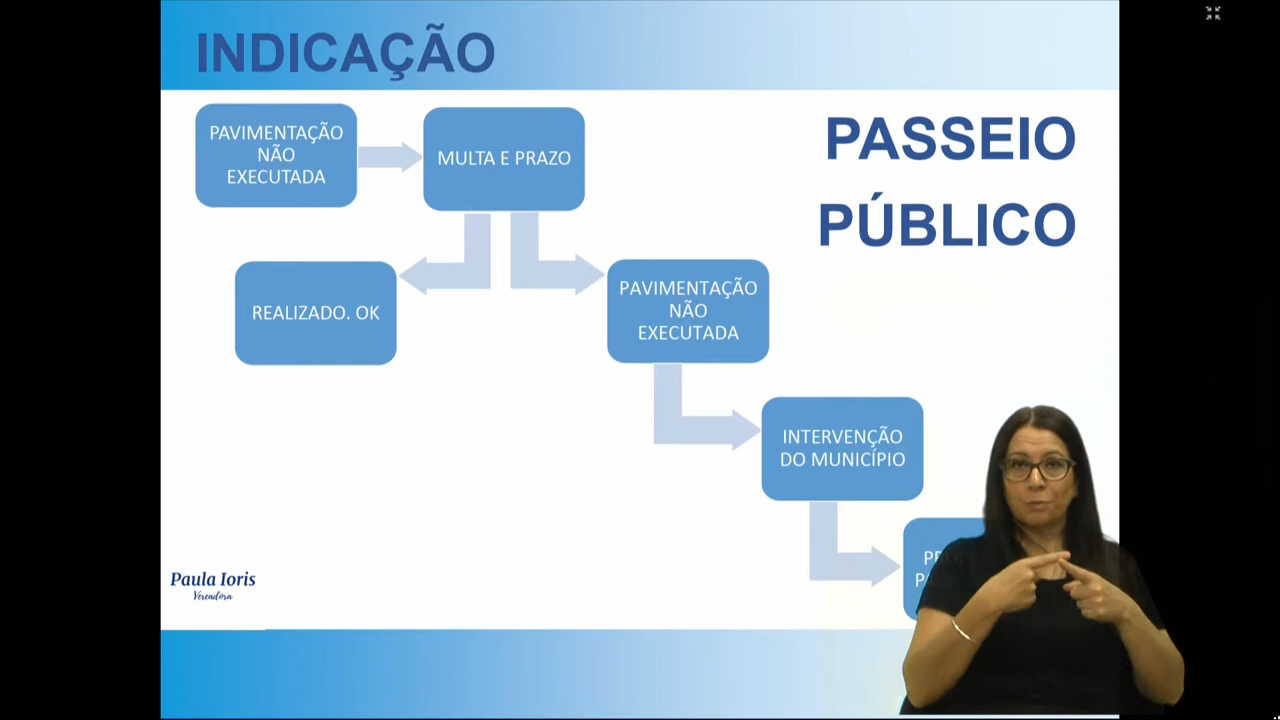 INDICAÇÃO
PASSEIO
PÚBLICO
PAVIMENTAÇÃO
NÃO
EXECUTADA
MULTA E PRAZO
REALIZADO. OK
PAVIMENTAÇÃO
NÃO
EXECUTADA
INTERVENÇÃO
DO MUNICÍPIO
Paula Ioris
Vereadora